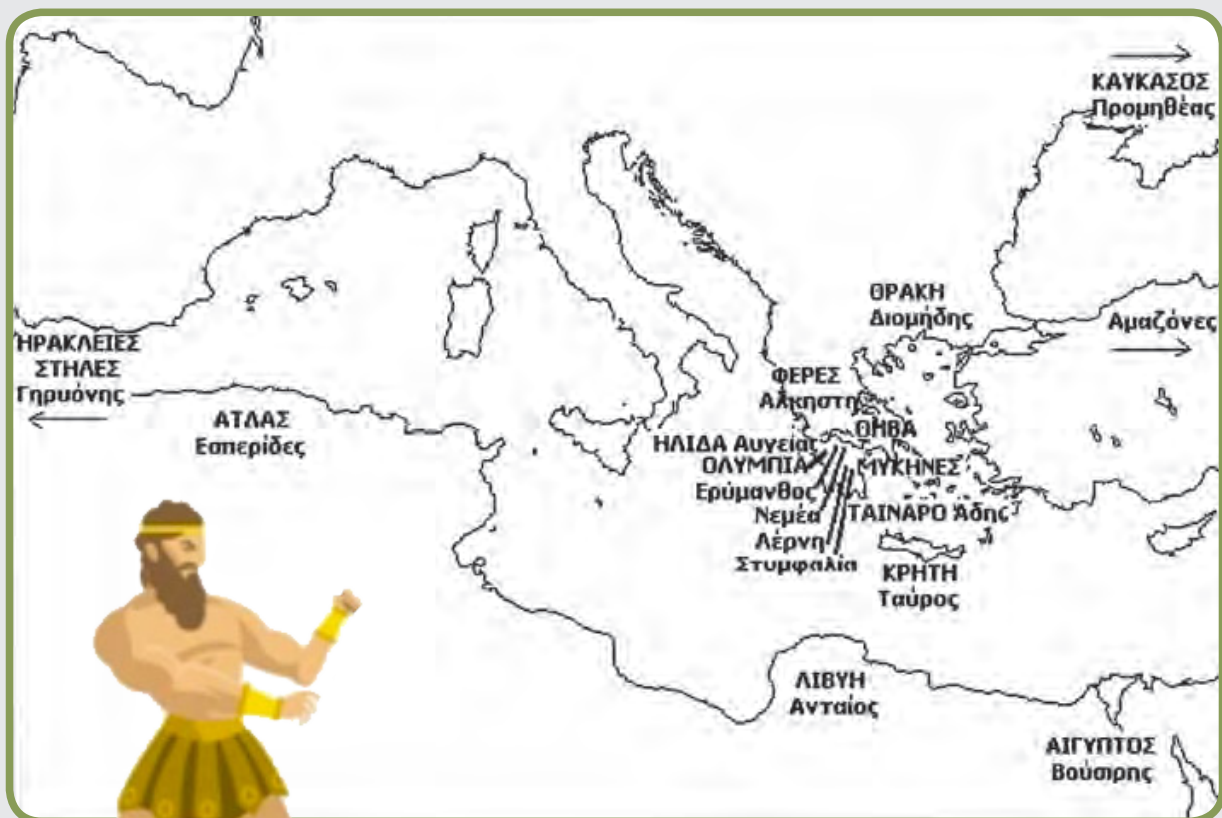 ΚΑΥΚΑΣΟΣ
Προμηθέας
ΘΡΑΚΗ
Διομήδης
Αμαζόνες
ΗΡΑΚΛΕΙΕΣ
ΣΤΗΛΕΣ
Γηρυόνης
ΑΤΛΑΣ
Εσπερίδες
ΦΕΡΕΣ
Άλκηστη
ΘΗΒΑ
ΗΛΙΔΑ Αυγείας
ΟΛΥΜΠΙΑ
ΜΥΚΗΝΕΣ
Ερύμανθος
Νεμέα
ΤΑΙΝΑΡΟ Άδης
Λέρνη
Στυμφαλία
ΚΡΗΤΗ
Ταύρος
ΛΙΒΥΗ
Ανταίος
ΑΙΓΥΠΤΟΣ
Βούσιρης